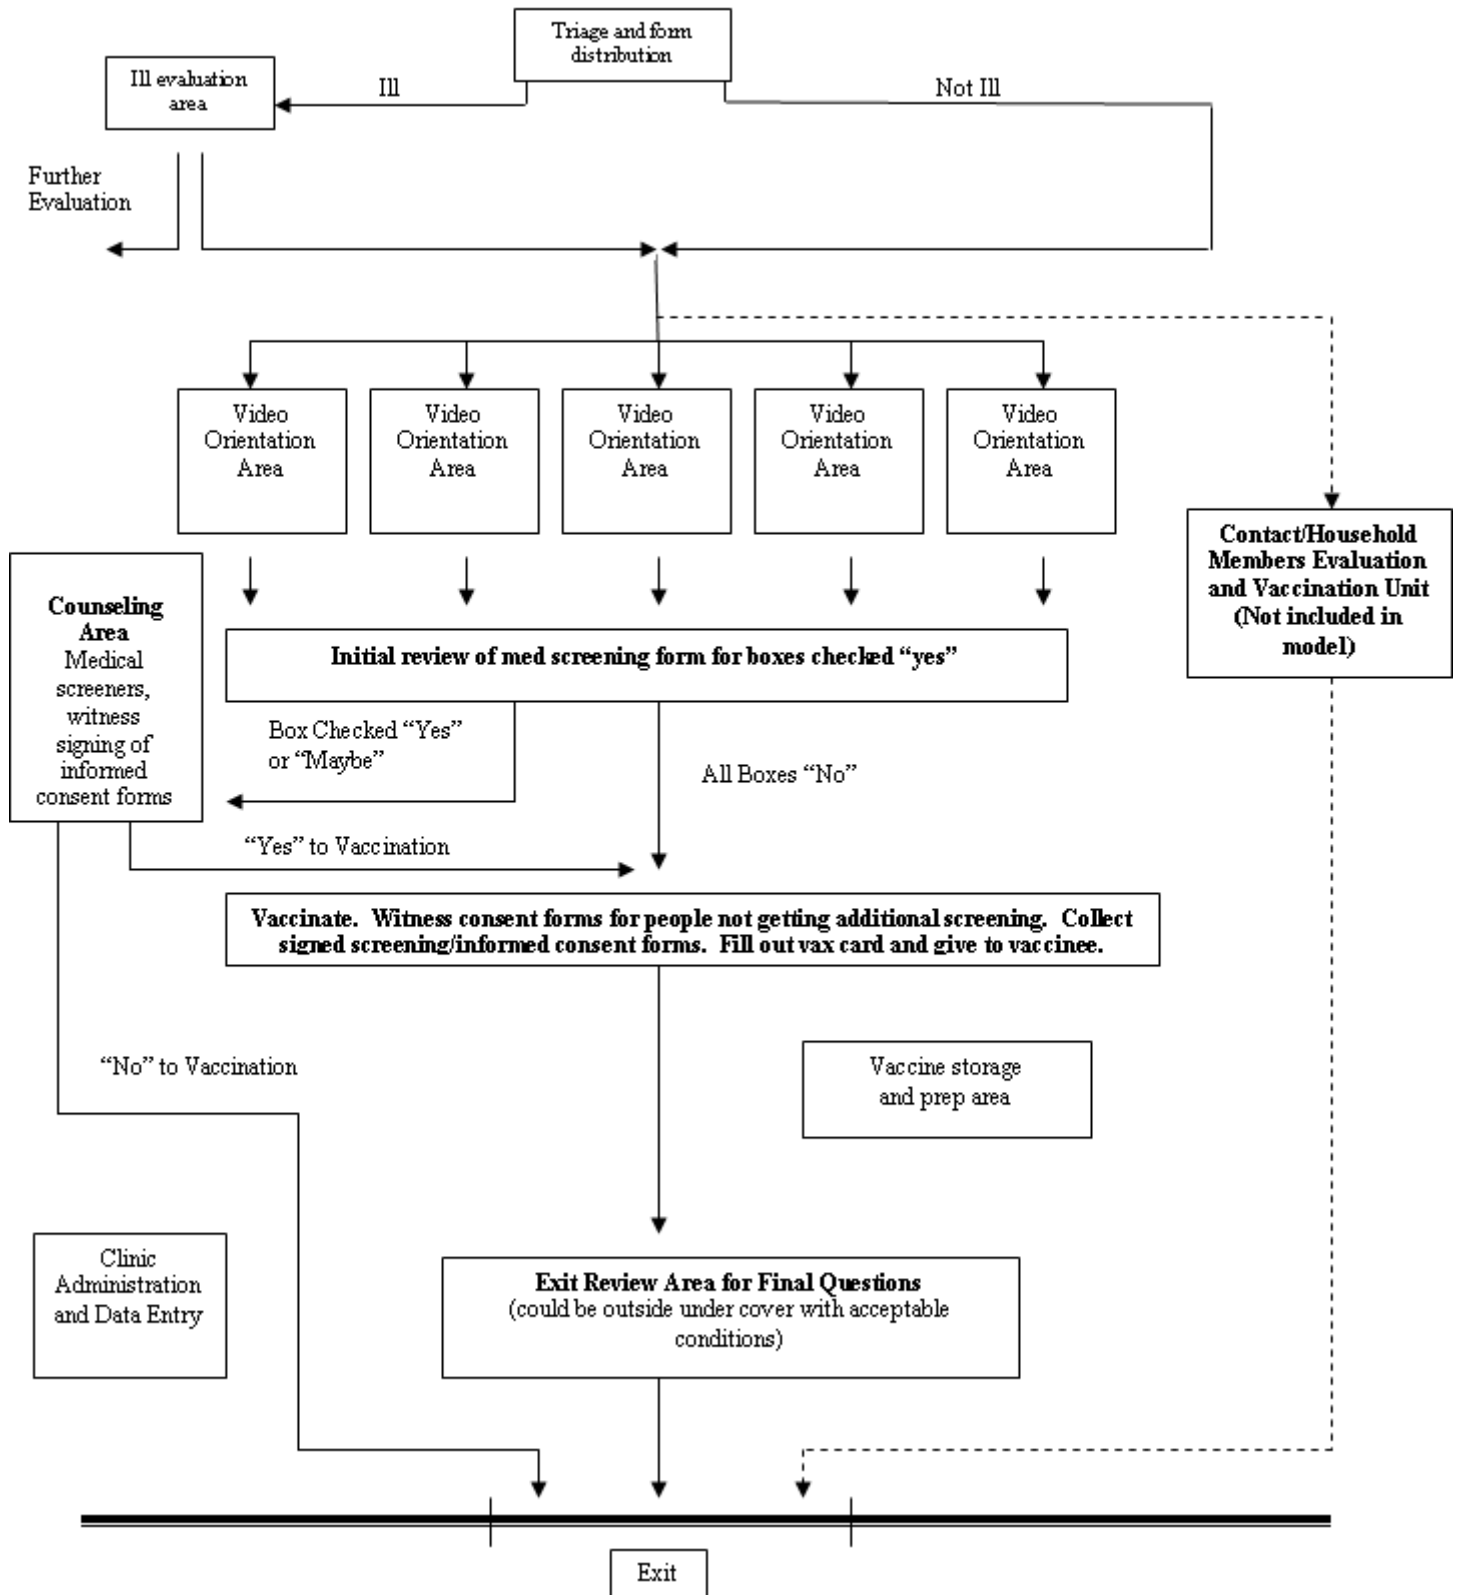 Triage and form
distribution
Ill evaluation
area
Ill
Not Ill
Further
Evaluation
Video
Orientation
Area
Video
Orientation
Area
Video
Orientation
Area
Video
Orientation
Area
Video
Orientation
Area
Contact/Household
Members Evaluation
and Vaccination Unit
(Not included in
model)
Counseling
Area
Medical
screeners,
witness
signing of
informed
consent forms
Initial review of med screening form for boxes checked “yes”
Box Checked “Yes”
or “Maybe”
All Boxes “No”
“Yes” to Vaccination
Vaccinate. Witness consent forms for people not getting additional screening. Collect
signed screening/informed consent forms. Fill out vax card and give to vaccinee.
“No” to Vaccination
Vaccine storage
and prep area
Clinic
Administration
and Data Entry
Exit Review Area for Final Questions
(could be outside under cover with acceptable
conditions)
Exit